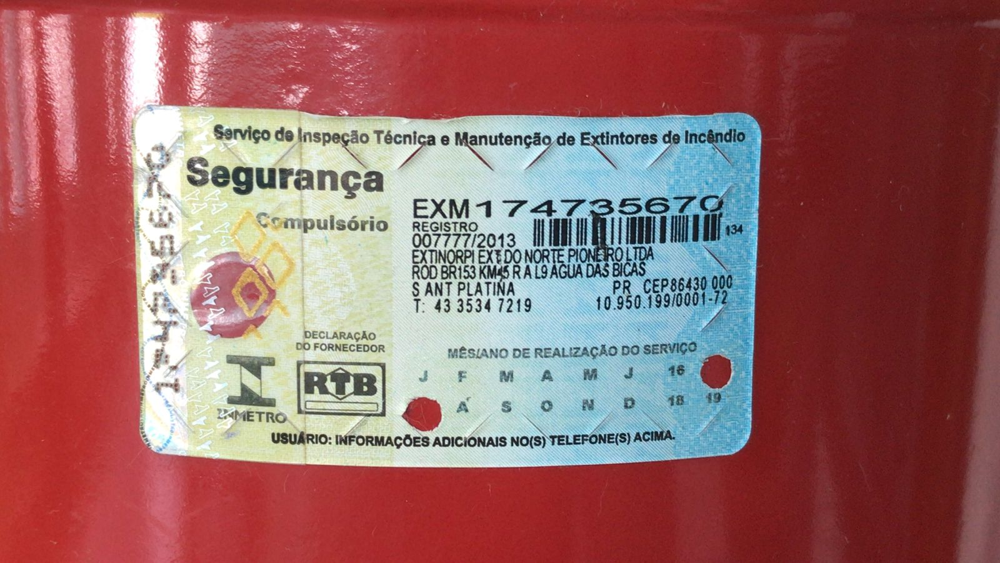 Serviço de Inspeção Técnica e Manutenção de Extintores de Incêndio
Segurança
Compulsório
EXM174735670
REGISTRO
007777/2013
134
EXTINORPI EXT DO NORTE PIONEIRO LTDA
ROD BR153 KM45 R A L9 AGUA DAS BICAS
S ANT PLATINA PR CEP86430 000
T: 43 3534 7219 10.950.199/0001-72
DECLARAÇÃO
DO FORNECEDOR
INMETRO
RTB
MÊS/ANO DE REALIZAÇÃO DO SERVIÇO
J F M A M J 16
A S O N D 18 19
USUÁRIO: INFORMAÇÕES ADICIONAIS NO(S) TELEFONE(S) ACIMA.
174735670